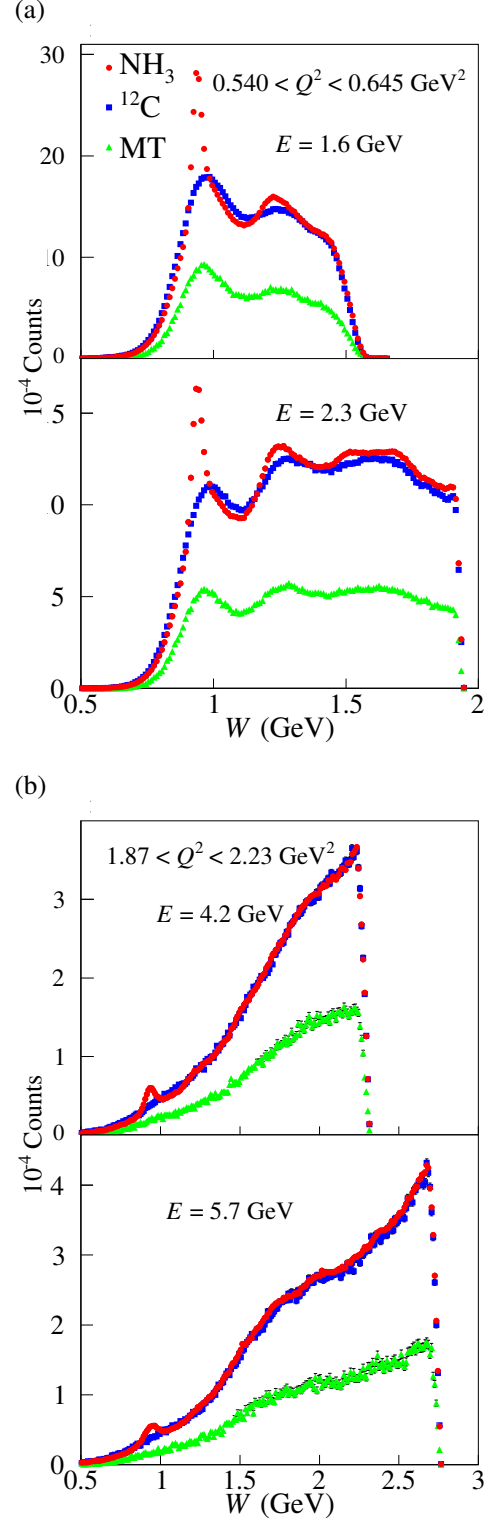 (a)
30
NH₃
0.540 < Q² < 0.645 GeV²
¹²C
20
MT
E = 1.6 GeV
10
0
10⁻⁴ Counts
E = 2.3 GeV
5
0
5
0
0.5 1 1.5 2
W (GeV)
(b)
1.87 < Q² < 2.23 GeV²
3
E = 4.2 GeV
2
1
0
10⁻⁴ Counts
E = 5.7 GeV
4
3
2
1
0
0.5 1 1.5 2 2.5 3
W (GeV)